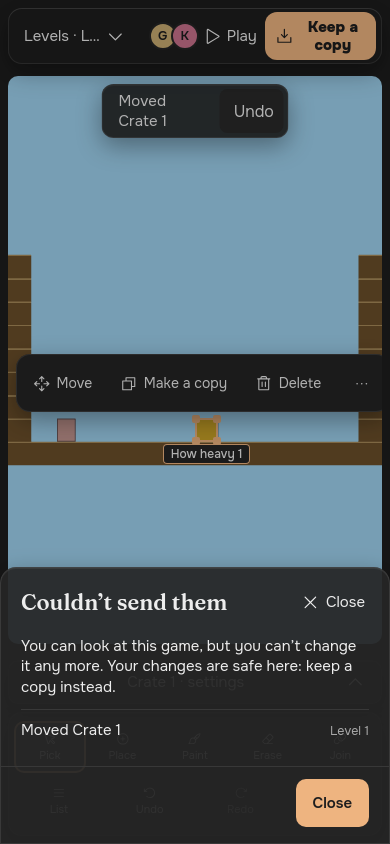 Levels · L...
G
K
Play
Keep a
copy
Moved
Crate 1
Undo
Move
Make a copy
Delete
...
How heavy 1
Couldn’t send them
Close
You can look at this game, but you can’t change
it any more. Your changes are safe here: keep a
copy instead.
Crate 1 settings
Moved Crate 1
Level 1
Pick
Place
Paint
Erase
Join
List
Undo
Redo
Close